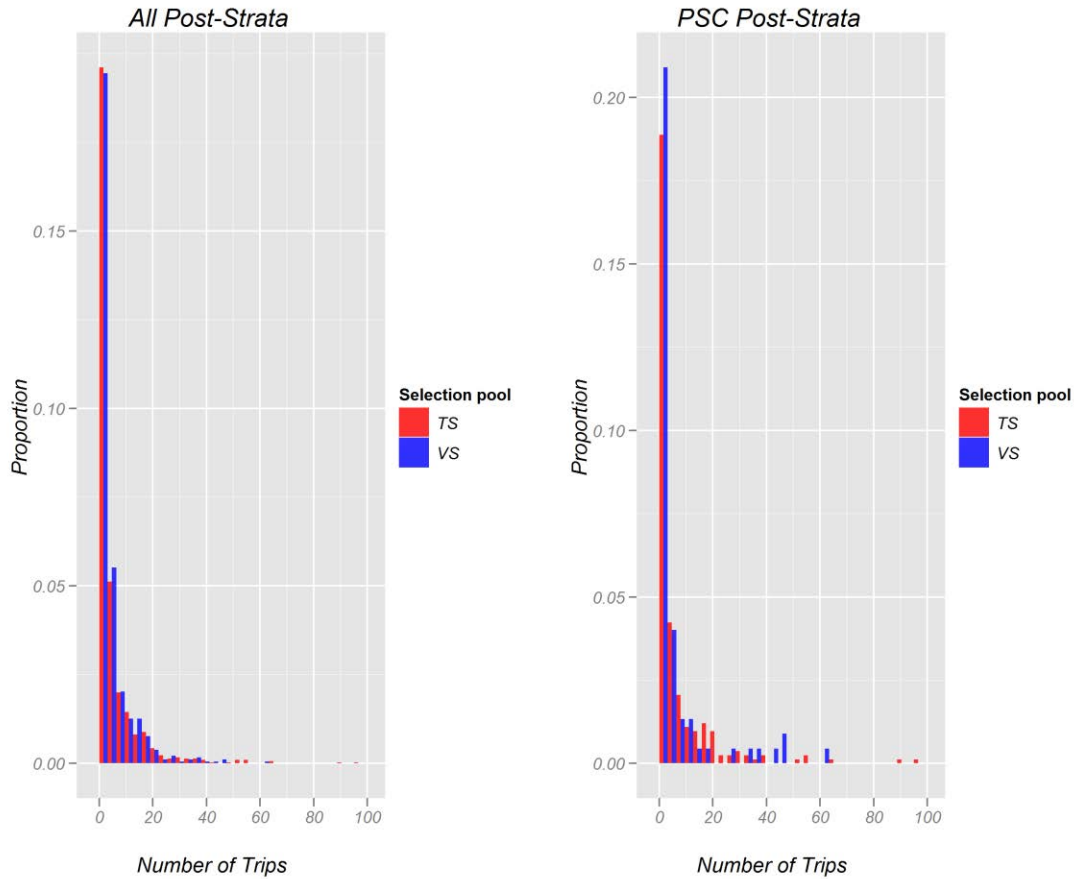 All Post-Strata
0.15
0.10
0.05
0.00
Proportion
0 20 40 60 80 100
Number of Trips
Selection pool
TS
VS
PSC Post-Strata
0.20
0.15
0.10
0.05
0.00
Proportion
0 20 40 60 80 100
Number of Trips
Selection pool
TS
VS